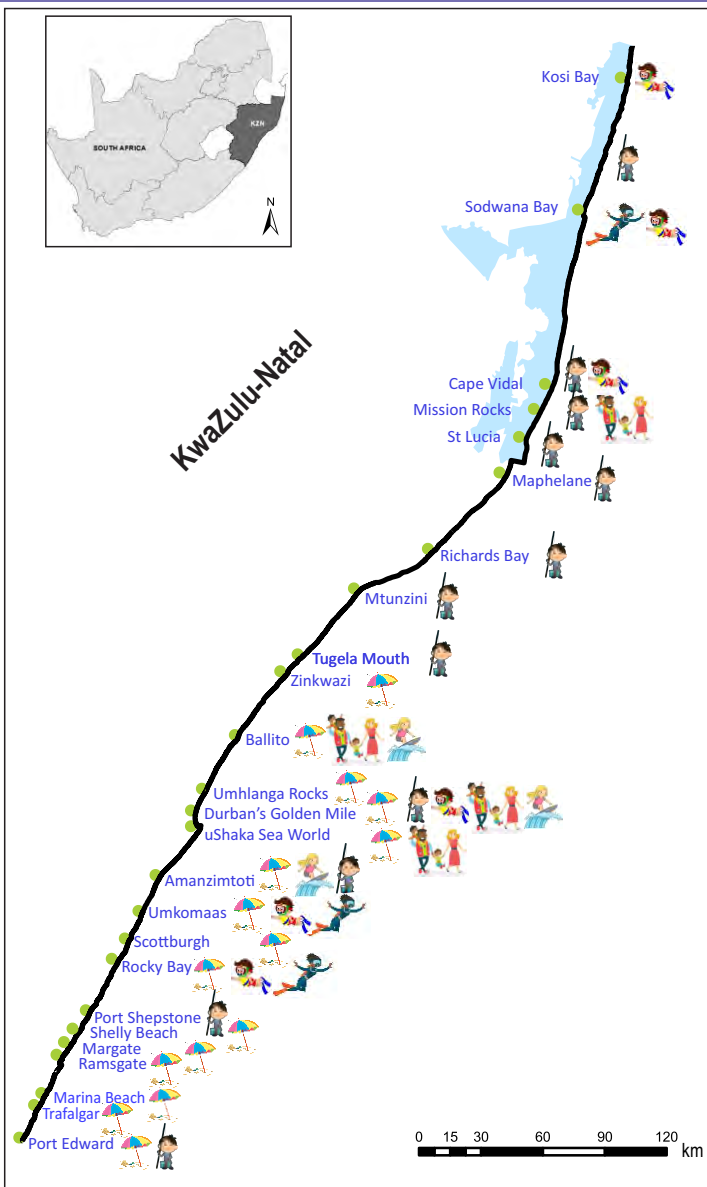 SOUTH AFRICA
KZN
N
KwaZulu-Natal
Kosi Bay
Sodwana Bay
Cape Vidal
Mission Rocks
St Lucia
Maphelane
Richards Bay
Mtunzini
Tugela Mouth
Zinkwazi
Ballito
Umhlanga Rocks
Durban's Golden Mile
uShaka Sea World
Amanzimtoti
Umkomaas
Scottburgh
Rocky Bay
Port Shepstone
Shelly Beach
Margate
Ramsgate
Marina Beach
Trafalgar
Port Edward
0 15 30 60 90 120 km